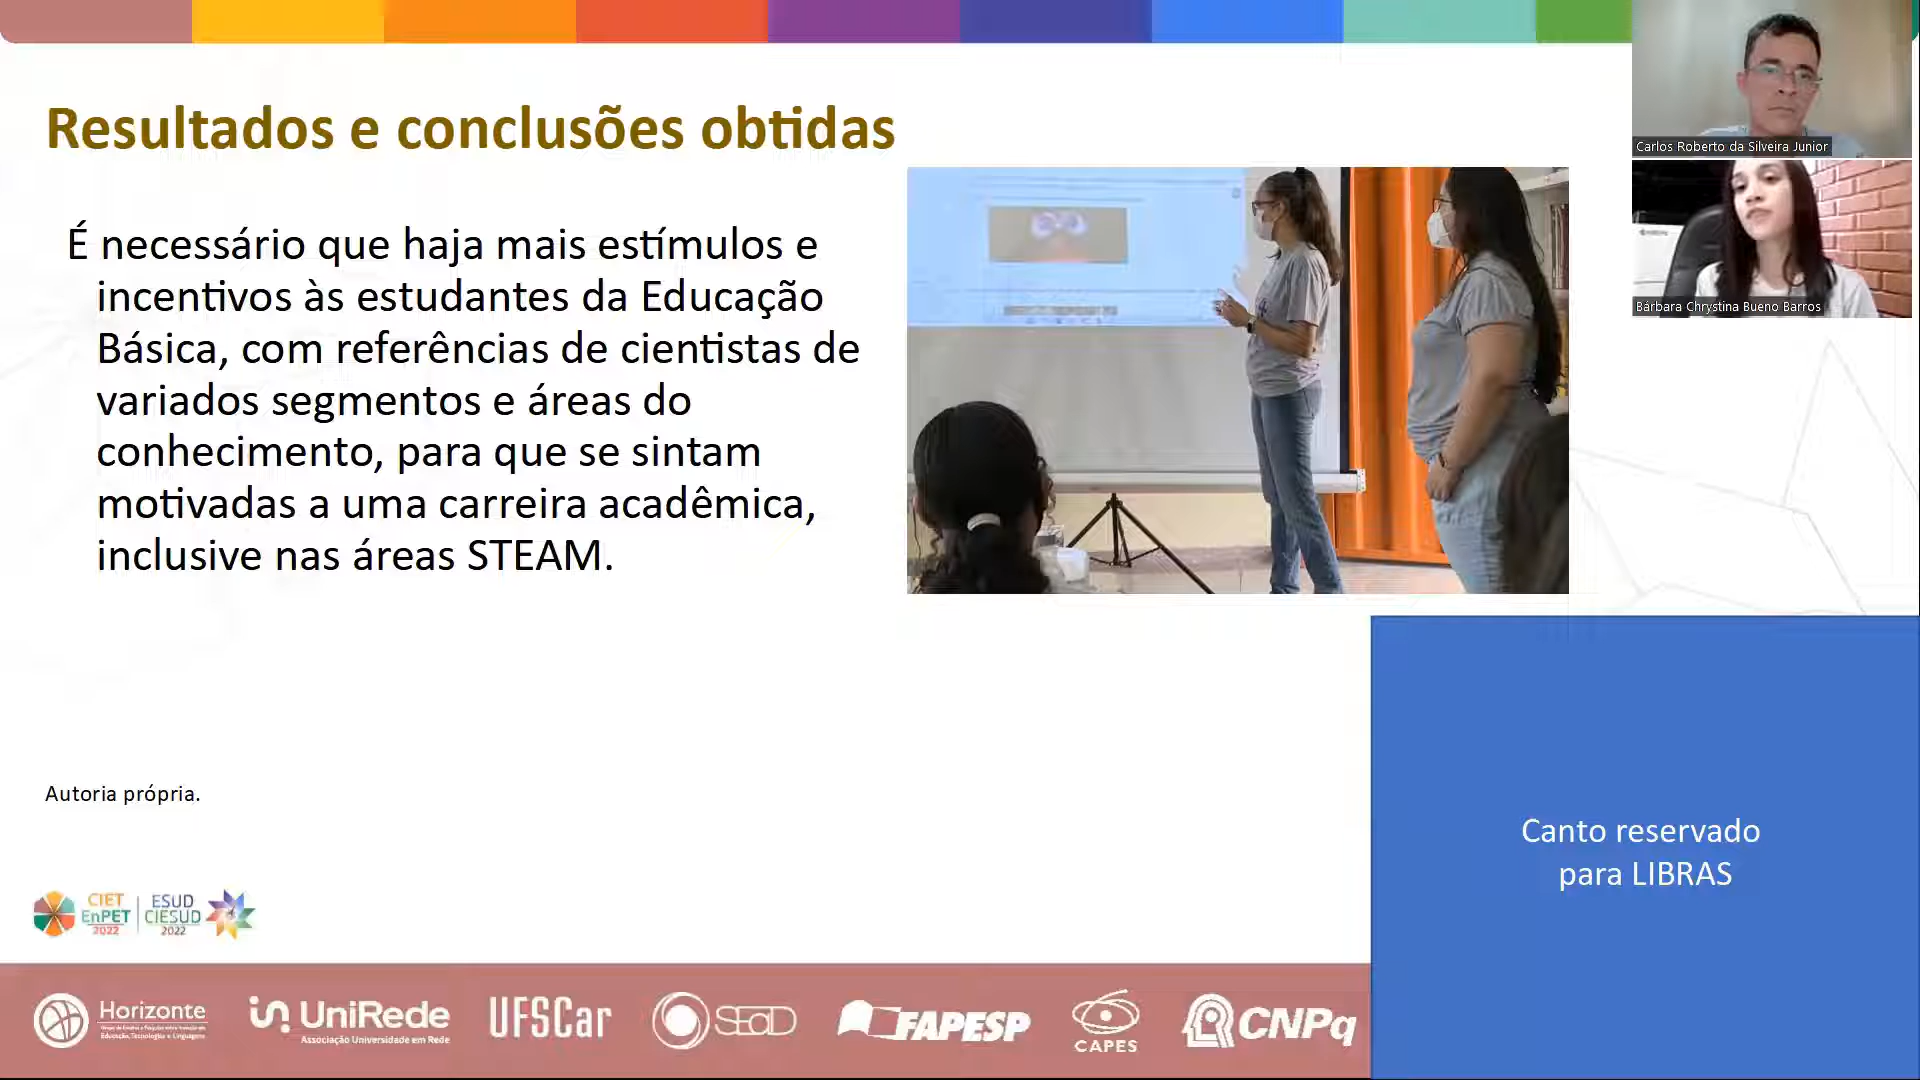 Resultados e conclusões obtidas
É necessário que haja mais estímulos e
incentivos às estudantes da Educação
Básica, com referências de cientistas de
variados segmentos e áreas do
conhecimento, para que se sintam
motivadas a uma carreira acadêmica,
inclusive nas áreas STEAM.
Carlos Roberto da Silveira Junior
Bárbara Chrystina Bueno Barros
Autoria própria.
Canto reservado
para LIBRAS
CIET
EnPET
2022
ESUD
CIESUD
2022
Horizonte
UniRede
Associação Universidade em Rede
UFSCar
SEaD
FAPESP
CAPES
CNPq